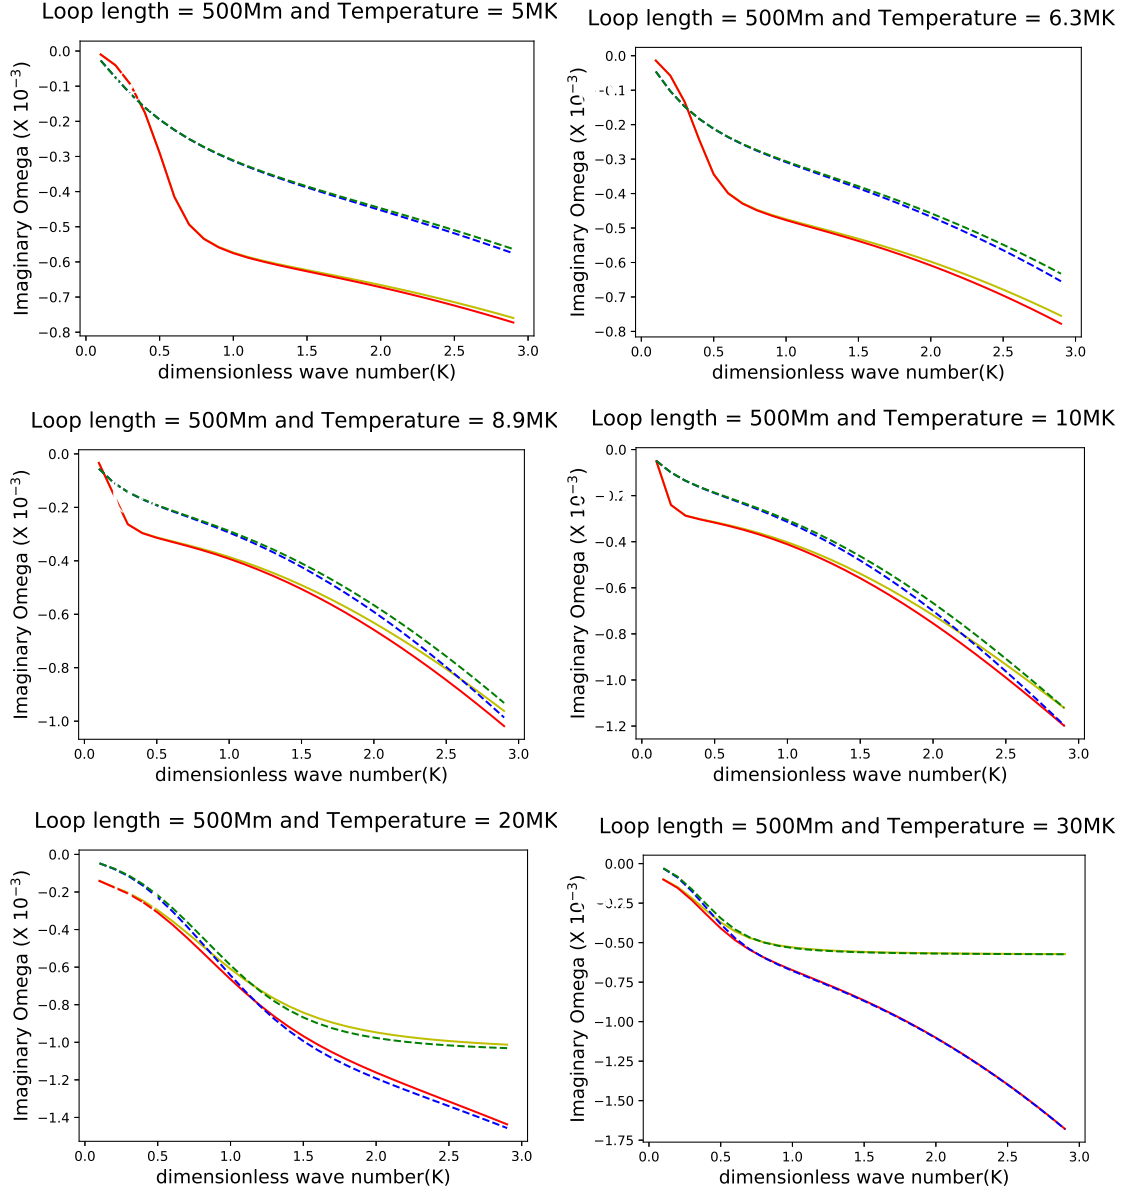 Loop length = 500Mm and Temperature = 5MK
Imaginary Omega (X 10⁻³)
0.0
−0.1
−0.2
−0.3
−0.4
−0.5
−0.6
−0.7
−0.8
0.0 0.5 1.0 1.5 2.0 2.5 3.0
dimensionless wave number(K)
Loop length = 500Mm and Temperature = 6.3MK
Imaginary Omega (X 10⁻³)
0.0
−0.1
−0.2
−0.3
−0.4
−0.5
−0.6
−0.7
−0.8
0.0 0.5 1.0 1.5 2.0 2.5 3.0
dimensionless wave number(K)
Loop length = 500Mm and Temperature = 8.9MK
Imaginary Omega (X 10⁻³)
0.0
−0.2
−0.4
−0.6
−0.8
−1.0
0.0 0.5 1.0 1.5 2.0 2.5 3.0
dimensionless wave number(K)
Loop length = 500Mm and Temperature = 10MK
Imaginary Omega (X 10⁻³)
0.0
−0.4
−0.6
−0.8
−1.0
−1.2
0.0 0.5 1.0 1.5 2.0 2.5 3.0
dimensionless wave number(K)
Loop length = 500Mm and Temperature = 20MK
Imaginary Omega (X 10⁻³)
0.0
−0.2
−0.4
−0.6
−0.8
−1.0
−1.2
−1.4
0.0 0.5 1.0 1.5 2.0 2.5 3.0
dimensionless wave number(K)
Loop length = 500Mm and Temperature = 30MK
Imaginary Omega (X 10⁻³)
0.00
−0.50
−0.75
−1.00
−1.25
−1.50
−1.75
0.0 0.5 1.0 1.5 2.0 2.5 3.0
dimensionless wave number(K)